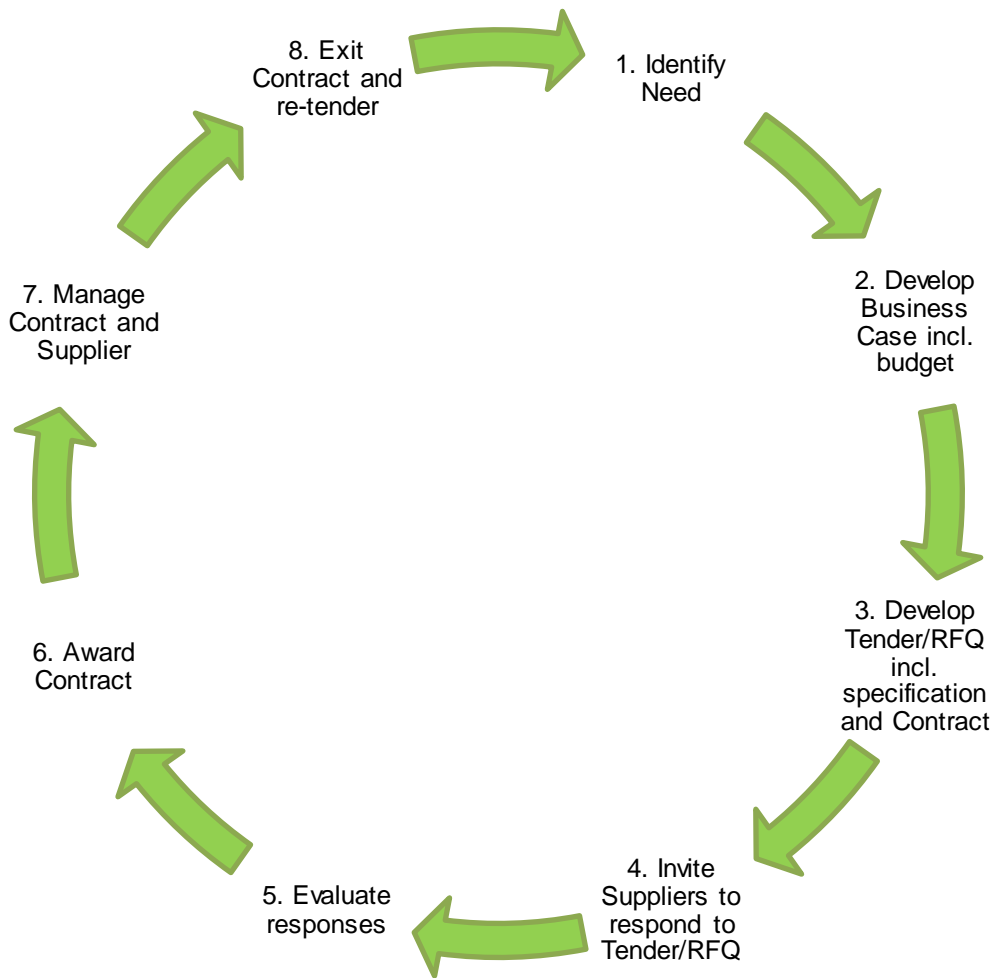 1. Identify
Need
2. Develop
Business
Case incl.
budget
3. Develop
Tender/RFQ
incl.
specification
and Contract
4. Invite
Suppliers to
respond to
Tender/RFQ
5. Evaluate
responses
6. Award
Contract
7. Manage
Contract and
Supplier
8. Exit
Contract and
re-tender